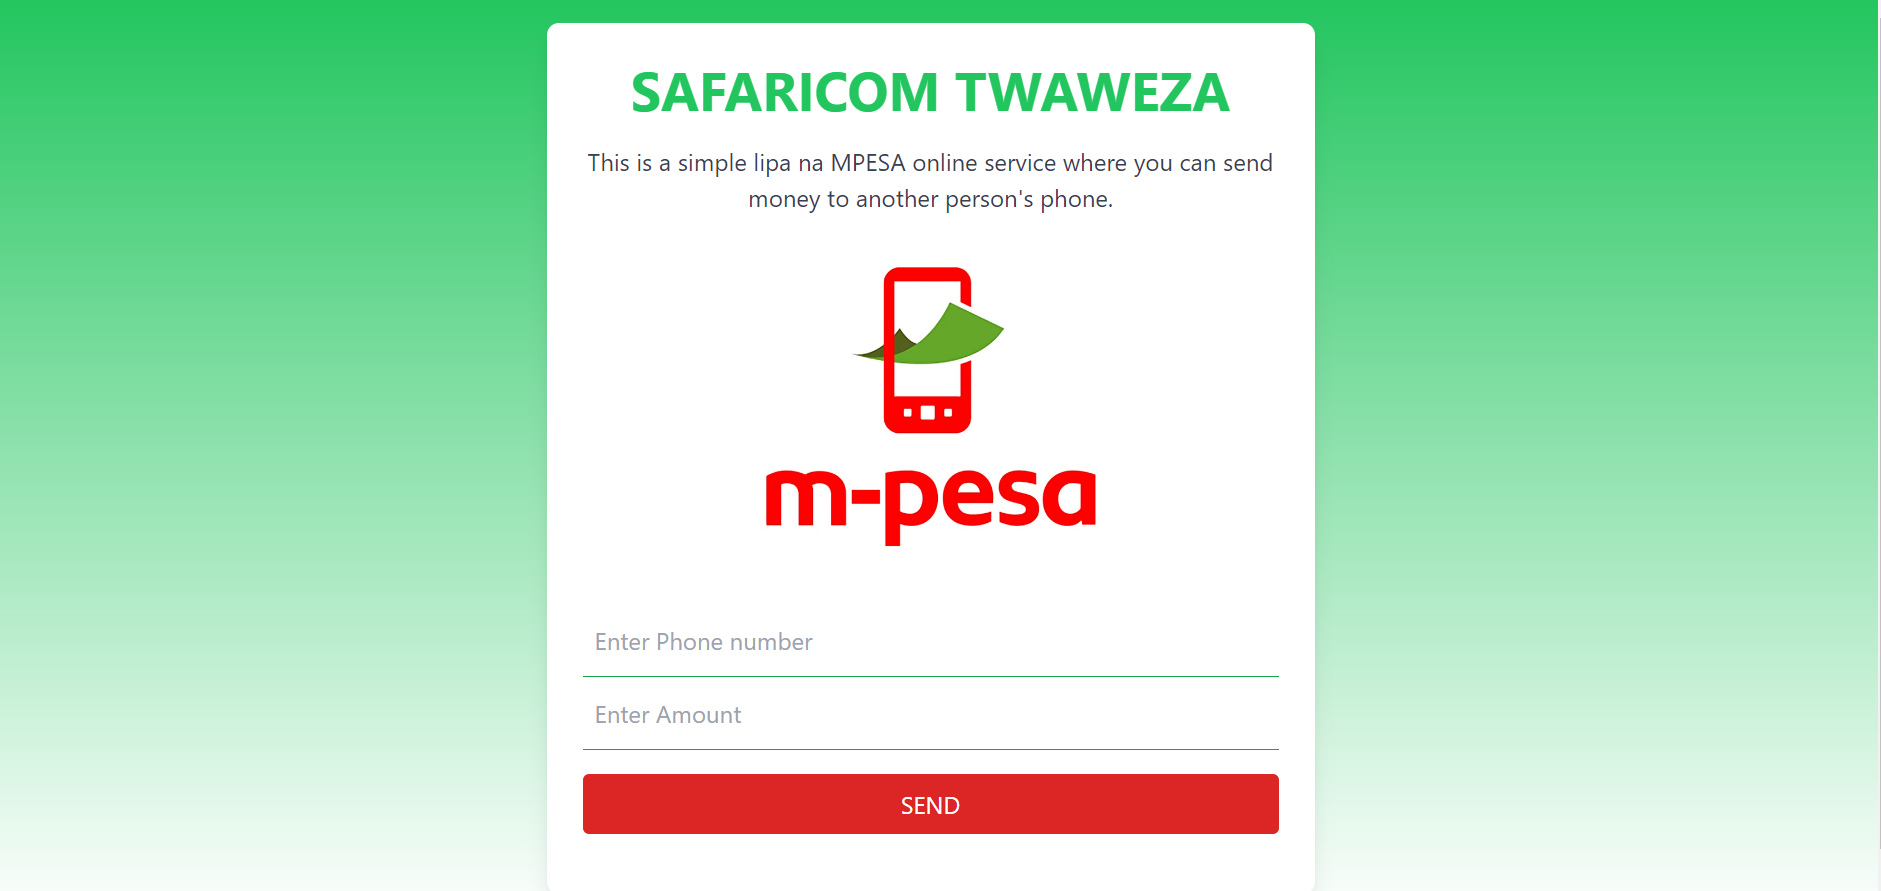 SAFARICOM TWAWEZA
This is a simple lipa na MPESA online service where you can send
money to another person's phone.
m-pesa
Enter Phone number
Enter Amount
SEND